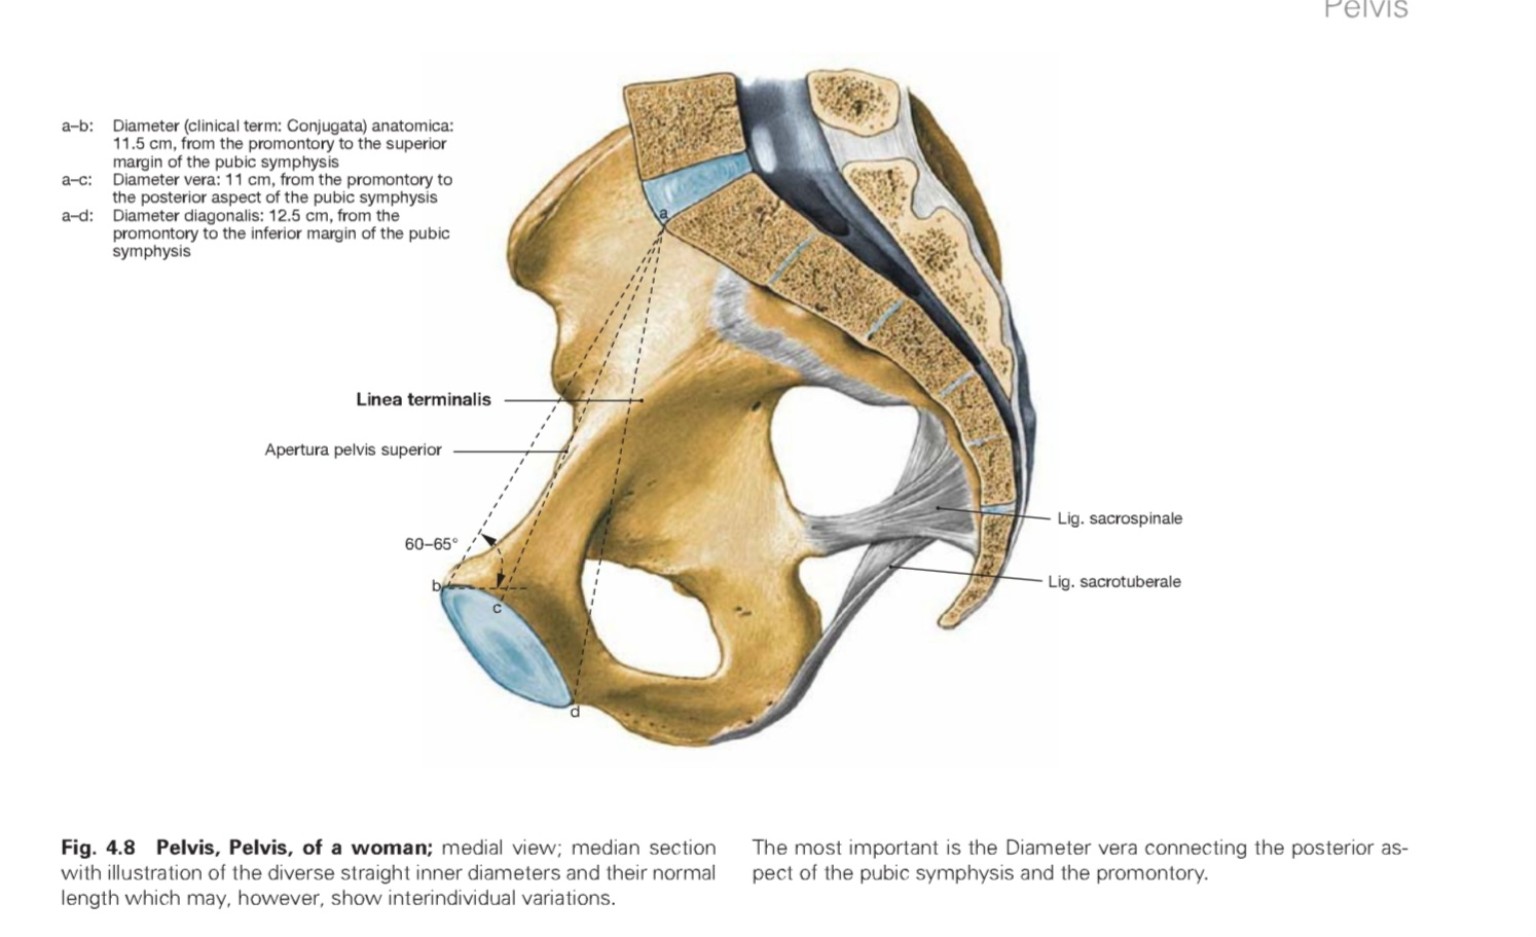 Pelvis
a–b: Diameter (clinical term: Conjugata) anatomica:
11.5 cm, from the promontory to the superior
margin of the pubic symphysis
a–c: Diameter vera: 11 cm, from the promontory to
the posterior aspect of the pubic symphysis
a–d: Diameter diagonalis: 12.5 cm, from the
promontory to the inferior margin of the pubic
symphysis
a
Linea terminalis
Apertura pelvis superior
Lig. sacrospinale
60–65°
Lig. sacrotuberale
b
c
d
Fig. 4.8 Pelvis, Pelvis, of a woman; medial view; median section
with illustration of the diverse straight inner diameters and their normal
length which may, however, show interindividual variations.
The most important is the Diameter vera connecting the posterior as-
pect of the pubic symphysis and the promontory.